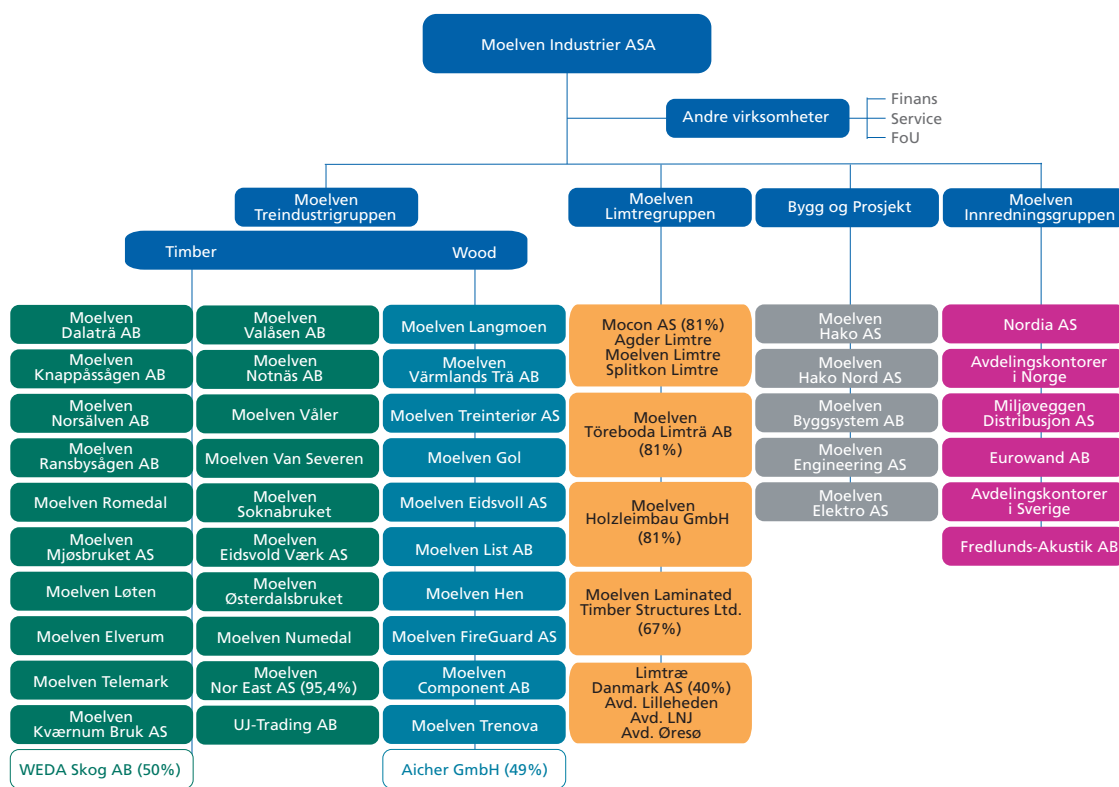 Moelven Industrier ASA
Andre virksomheter
Finans
Service
FoU
Moelven
Treindustrigruppen
Moelven
Limtregruppen
Bygg og Prosjekt
Moelven
Innredningsgruppen
Timber
Wood
Moelven
Dalaträ AB
Moelven
Knappåssågen AB
Moelven
Norsälven AB
Moelven
Ransbysågen AB
Moelven Romedal
Moelven
Mjøsbruket AS
Moelven Løten
Moelven Elverum
Moelven Telemark
Moelven
Kværnum Bruk AS
WEDA Skog AB (50%)
Moelven
Valåsen AB
Moelven
Notnäs AB
Moelven Våler
Moelven Van Severen
Moelven
Soknabruket
Moelven
Eidsvold Værk AS
Moelven
Østerdalsbruket
Moelven Numedal
Moelven
Nor East AS (95,4%)
UJ-Trading AB
Moelven Langmoen
Moelven
Värmlands Trä AB
Moelven Treinteriør AS
Moelven Gol
Moelven Eidsvoll AS
Moelven List AB
Moelven Hen
Moelven FireGuard AS
Moelven
Component AB
Moelven Trenova
Aicher GmbH (49%)
Mocon AS (81%)
Agder Limtre
Moelven Limtre
Splitkon Limtre
Moelven
Töreboda Limträ AB
(81%)
Moelven
Holzleimbau GmbH
(81%)
Moelven Laminated
Timber Structures Ltd.
(67%)
Limtræ
Danmark AS (40%)
Avd. Lilleheden
Avd. LNJ
Avd. Øresø
Moelven
Hako AS
Moelven
Hako Nord AS
Moelven
Byggsystem AB
Moelven
Engineering AS
Moelven
Elektro AS
Nordia AS
Avdelingskontorer
i Norge
Miljøveggen
Distribusjon AS
Eurowand AB
Avdelingskontorer
i Sverige
Fredlunds-Akustik AB